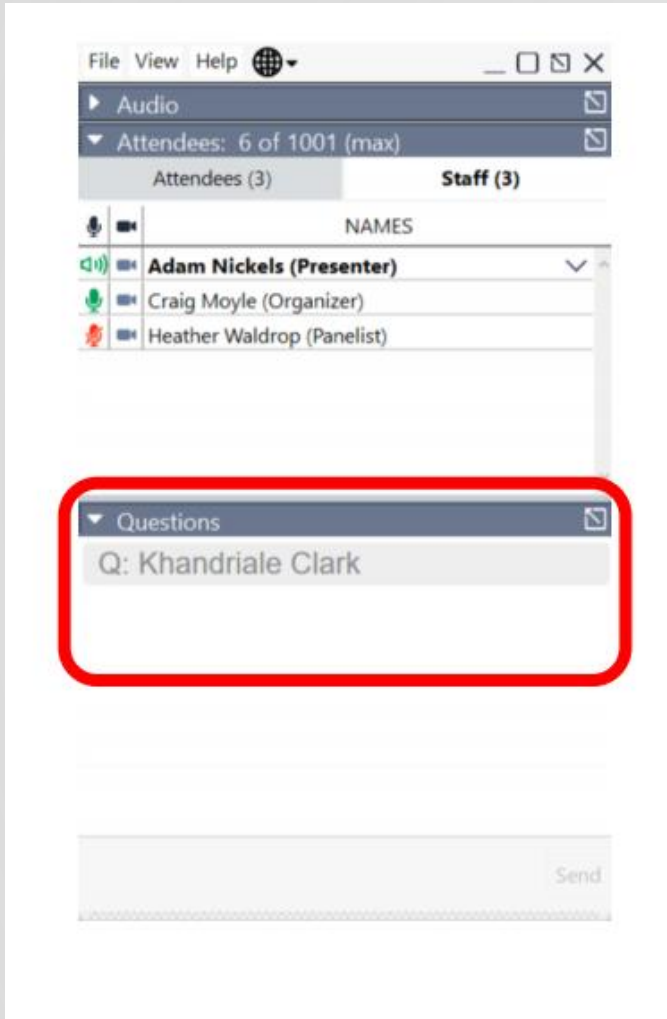 File View Help
Audio
Attendees: 6 of 1001 (max)
Attendees (3) Staff (3)
NAMES
Adam Nickels (Presenter)
Craig Moyle (Organizer)
Heather Waldrop (Panelist)
Questions
Q: Khandriale Clark
Send